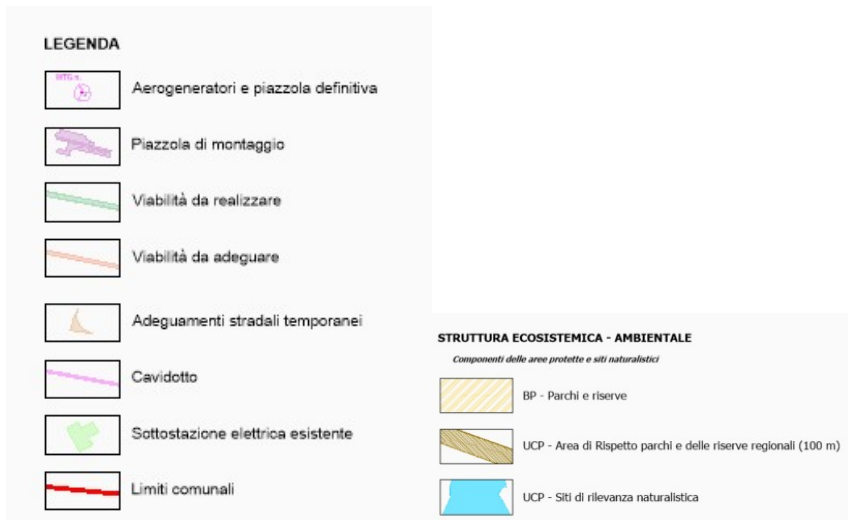 LEGENDA
WTG n.
Aerogeneratori e piazzola definitiva
Piazzola di montaggio
Viabilità da realizzare
Viabilità da adeguare
Adeguamenti stradali temporanei
Cavidotto
Sottostazione elettrica esistente
Limiti comunali
STRUTTURA ECOSISTEMICA - AMBIENTALE
Componenti delle aree protette e siti naturalistici
BP - Parchi e riserve
UCP - Area di Rispetto parchi e delle riserve regionali (100 m)
UCP - Siti di rilevanza naturalistica